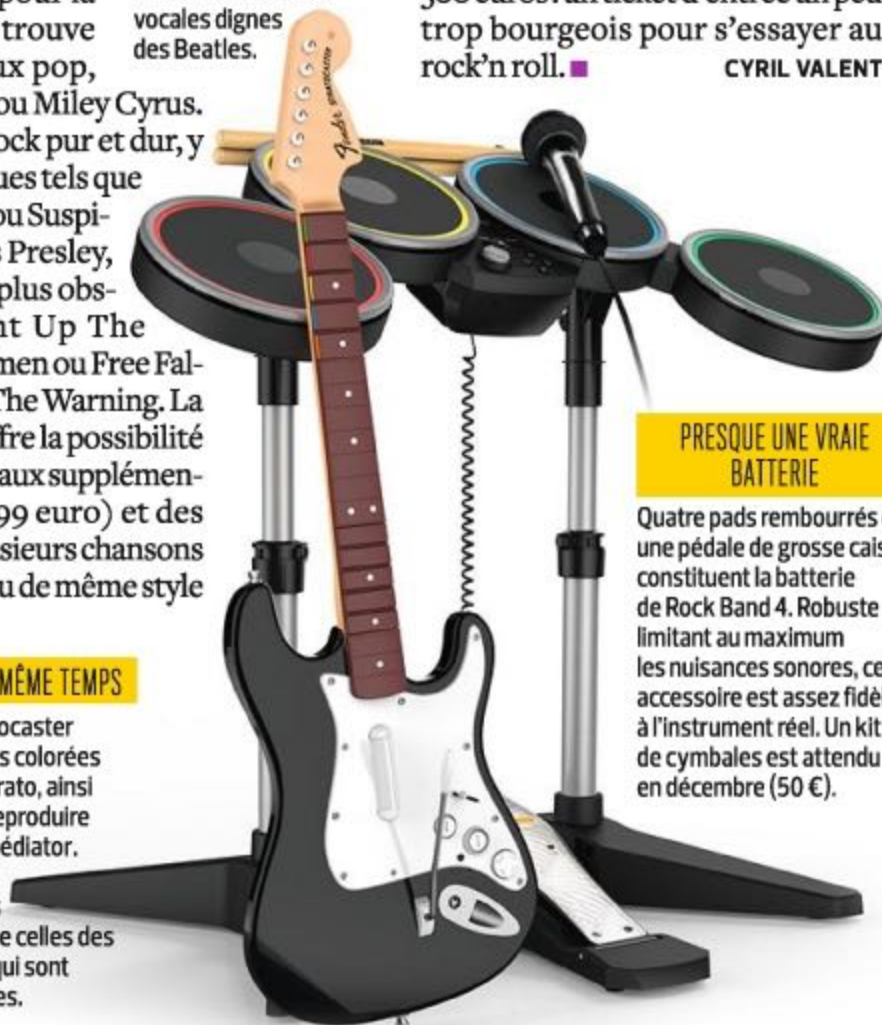 trouve
ux pop,
ou Miley Cyrus.
ock pur et dur, y
ues tels que
ou Suspi-
s Presley,
plus obs-
nt Up The
men ou Free Fal-
The Warning. La
ffre la possibilité
aux supplémen-
99 euro) et des
sieurs chansons
u de même style
vocales dignes
des Beatles.
trop bourgeois pour s'essayer au
rock'n roll.
CYRIL VALENT
Fender STRATOCASTER
PRESQUE UNE VRAIE
BATTERIE
Quatre pads rembourrés
une pédale de grosse cais
constituent la batterie
de Rock Band 4. Robuste
limitant au maximum
les nuisances sonores, ce
accessoire est assez fidè
à l'instrument réel. Un kit
de cymbales est attendu
en décembre (50 €).
MÊME TEMPS
ocaster
s colorées
rato, ainsi
eproduire
édiator.
e celles des
qui sont
es.